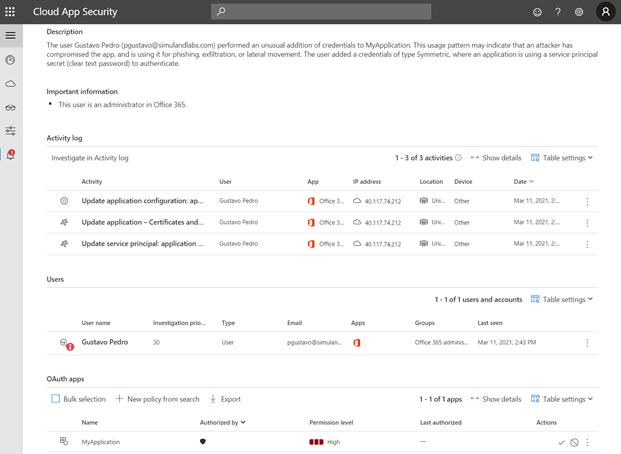 Cloud App Security
Description
The user Gustavo Pedro (pgustavo@simulandlabs.com) performed an unusual addition of credentials to MyApplication. This usage pattern may indicate that an attacker has
compromised the app, and is using it for phishing, exfiltration, or lateral movement. The user added a credentials of type Symmetric, where an application is using a service principal
secret (clear text password) to authenticate.
Important information
• This user is an administrator in Office 365.
Activity log
Investigate in Activity log 1 - 3 of 3 activities Show details Table settings
Activity User App IP address Location Device Date
Update application configuration: ap... Gustavo Pedro Office 3... 40.117.74.212 Uni... Other Mar 11, 2021, 2:...
Update application – Certificates and... Gustavo Pedro Office 3... 40.117.74.212 Uni... Other Mar 11, 2021, 2:...
Update service principal: application ... Gustavo Pedro Office 3... 40.117.74.212 Uni... Other Mar 11, 2021, 2:...
Users
1 - 1 of 1 users and accounts Table settings
User name Investigation prio... Type Email Apps Groups Last seen
Gustavo Pedro 30 User pgustavo@simulan... Office 365 adminis... Mar 11, 2021, 2:43 PM
OAuth apps
Bulk selection New policy from search Export 1 - 1 of 1 apps Show details Table settings
Name Authorized by Permission level Last authorized Actions
MyApplication High —